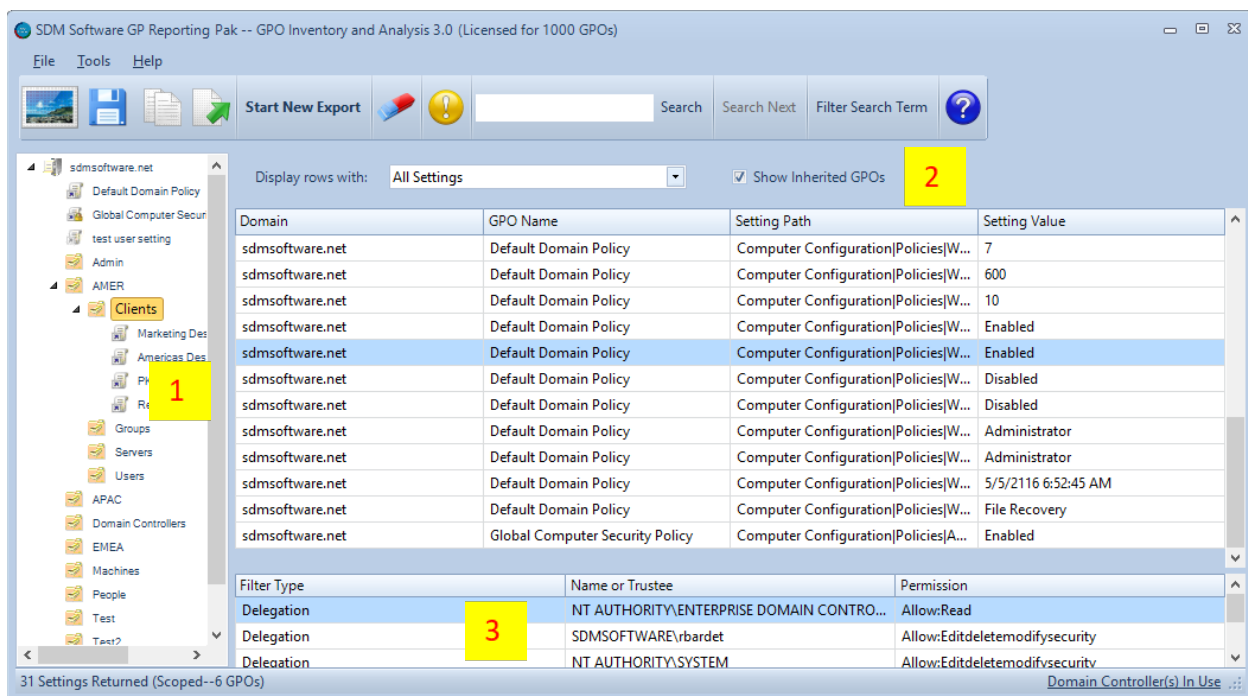 SDM Software GP Reporting Pak -- GPO Inventory and Analysis 3.0 (Licensed for 1000 GPOs)
File Tools Help
Start New Export Search Search Next Filter Search Term ?
sdmsoftware.net
Default Domain Policy
Global Computer Secur
test user setting
Admin
AMER
Clients
Marketing Des
Americas Des
PK
Re
Groups
Servers
Users
APAC
Domain Controllers
EMEA
Machines
People
Test
Test2
1
Display rows with: All Settings Show Inherited GPOs 2
Domain GPO Name Setting Path Setting Value
sdmsoftware.net Default Domain Policy Computer Configuration|Policies|W... 7
sdmsoftware.net Default Domain Policy Computer Configuration|Policies|W... 600
sdmsoftware.net Default Domain Policy Computer Configuration|Policies|W... 10
sdmsoftware.net Default Domain Policy Computer Configuration|Policies|W... Enabled
sdmsoftware.net Default Domain Policy Computer Configuration|Policies|W... Enabled
sdmsoftware.net Default Domain Policy Computer Configuration|Policies|W... Disabled
sdmsoftware.net Default Domain Policy Computer Configuration|Policies|W... Disabled
sdmsoftware.net Default Domain Policy Computer Configuration|Policies|W... Administrator
sdmsoftware.net Default Domain Policy Computer Configuration|Policies|W... Administrator
sdmsoftware.net Default Domain Policy Computer Configuration|Policies|W... 5/5/2116 6:52:45 AM
sdmsoftware.net Default Domain Policy Computer Configuration|Policies|W... File Recovery
sdmsoftware.net Global Computer Security Policy Computer Configuration|Policies|A... Enabled
Filter Type Name or Trustee Permission
Delegation NT AUTHORITY\ENTERPRISE DOMAIN CONTRO... Allow:Read
3
Delegation SDMSOFTWARE\rbardet Allow:Editdeletemodifysecurity
Delegation NT AUTHORITY\SYSTEM Allow:Editdeletemodifysecurity
31 Settings Returned (Scoped--6 GPOs) Domain Controller(s) In Use